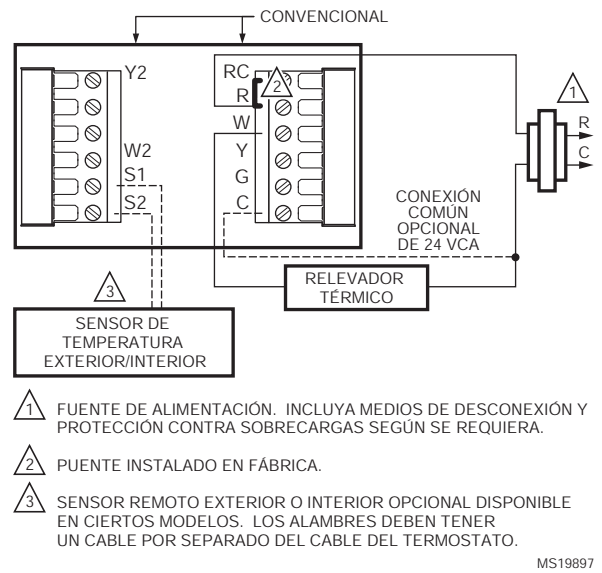 CONVENCIONAL
Y2
W2
S1
S2
RC
R
W
Y
G
C
2
1
R
C
CONEXIÓN
COMÚN
OPCIONAL
DE 24 VCA
RELEVADOR
TÉRMICO
3
SENSOR DE
TEMPERATURA
EXTERIOR/INTERIOR
1 FUENTE DE ALIMENTACIÓN. INCLUYA MEDIOS DE DESCONEXIÓN Y
PROTECCIÓN CONTRA SOBRECARGAS SEGÚN SE REQUIERA.
2 PUENTE INSTALADO EN FÁBRICA.
3 SENSOR REMOTO EXTERIOR O INTERIOR OPCIONAL DISPONIBLE
EN CIERTOS MODELOS. LOS ALAMBRES DEBEN TENER
UN CABLE POR SEPARADO DEL CABLE DEL TERMOSTATO.
MS19897